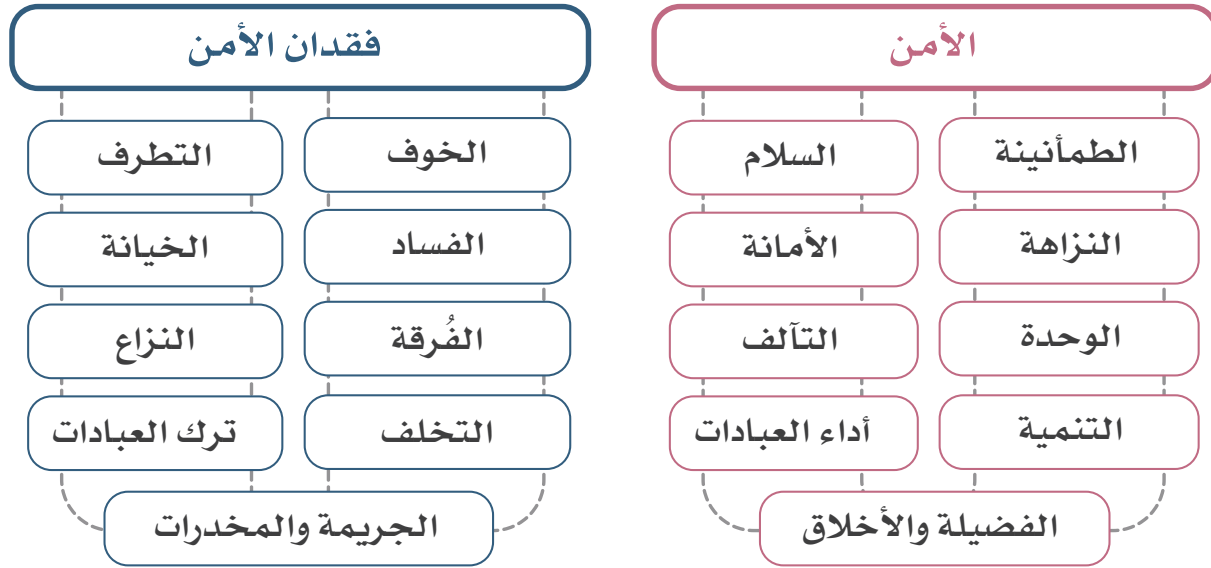 الأمن
الطمأنينة
السلام
النزاهة
الأمانة
الوحدة
التآلف
التنمية
أداء العبادات
الفضيلة والأخلاق
فقدان الأمن
الخوف
التطرف
الفساد
الخيانة
الفُرقة
النزاع
التخلف
ترك العبادات
الجريمة والمخدرات